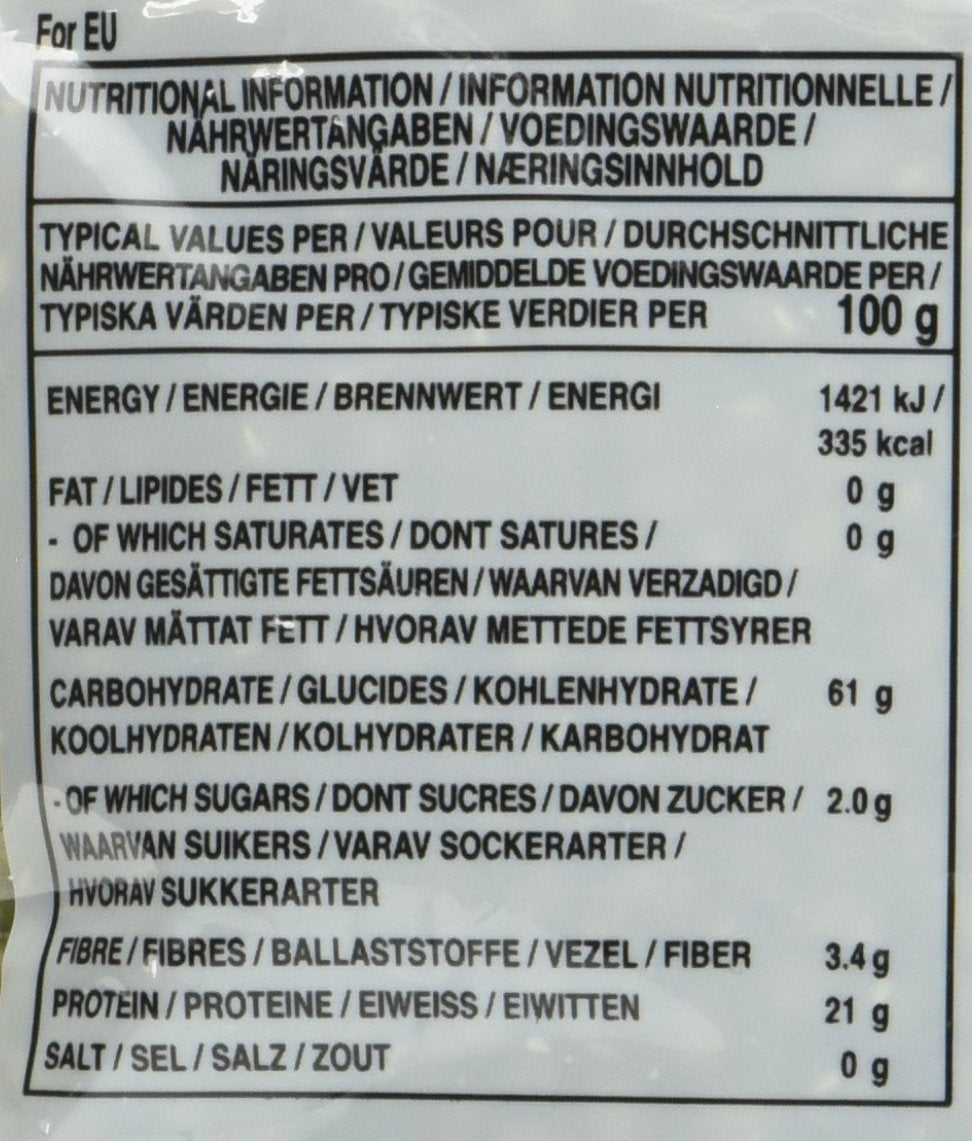 For EU
NUTRITIONAL INFORMATION / INFORMATION NUTRITIONNELLE /
NÄHRWERTANGABEN / VOEDINGSWAARDE /
NÄRINGSVÄRDE / NÆRINGSINNHOLD
TYPICAL VALUES PER / VALEURS POUR / DURCHSCHNITTLICHE
NÄHRWERTANGABEN PRO / GEMIDDELDE VOEDINGSWAARDE PER /
TYPISKA VÄRDEN PER / TYPISKE VERDIER PER 100 g
ENERGY / ENERGIE / BRENNWERT / ENERGI 1421 kJ /
335 kcal
FAT / LIPIDES / FETT / VET 0 g
- OF WHICH SATURATES / DONT SATURES / 0 g
DAVON GESÄTTIGTE FETTSÄUREN / WAARVAN VERZADIGD /
VARAV MÄTTAT FETT / HVORAV METTEDE FETTSYRER
CARBOHYDRATE / GLUCIDES / KOHLENHYDRATE / 61 g
KOOLHYDRATEN / KOLHYDRATER / KARBOHYDRAT
- OF WHICH SUGARS / DONT SUCRES / DAVON ZUCKER / 2.0 g
WAARVAN SUIKERS / VARAV SOCKERARTER /
HVORAV SUKKERARTER
FIBRE / FIBRES / BALLASTSTOFFE / VEZEL / FIBER 3.4 g
PROTEIN / PROTEINE / EIWEISS / EIWITTEN 21 g
SALT / SEL / SALZ / ZOUT 0 g